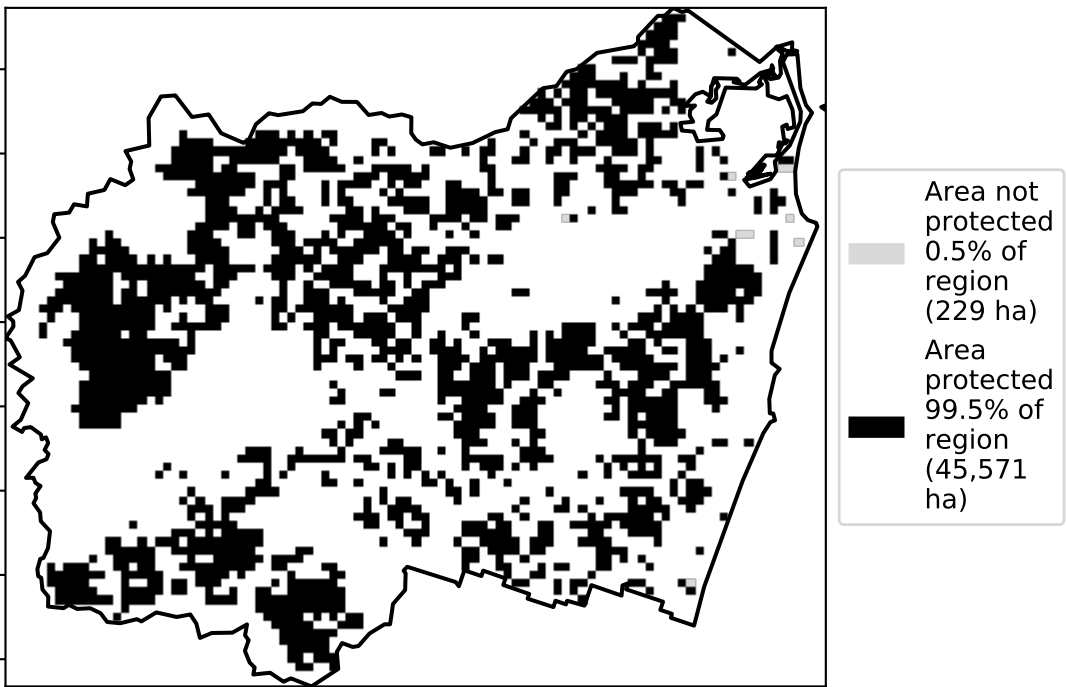 Area not
protected
0.5% of
region
(229 ha)
Area
protected
99.5% of
region
(45,571
ha)